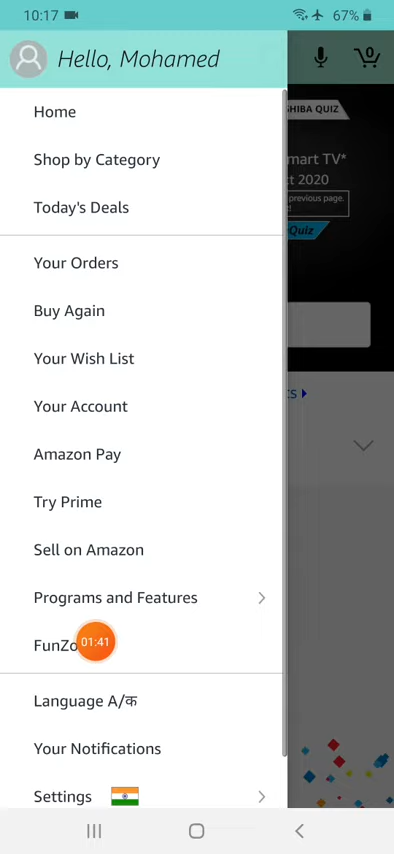 10:17 67%
Hello, Mohamed
0
Home
HIBA QUIZ
Shop by Category
mart TV*
Today's Deals
ct 2020
previous page.
Quiz
Your Orders
Buy Again
Your Wish List
Your Account
Amazon Pay
Try Prime
Sell on Amazon
Programs and Features
FunZo
01:41
Language A/क
Your Notifications
Settings